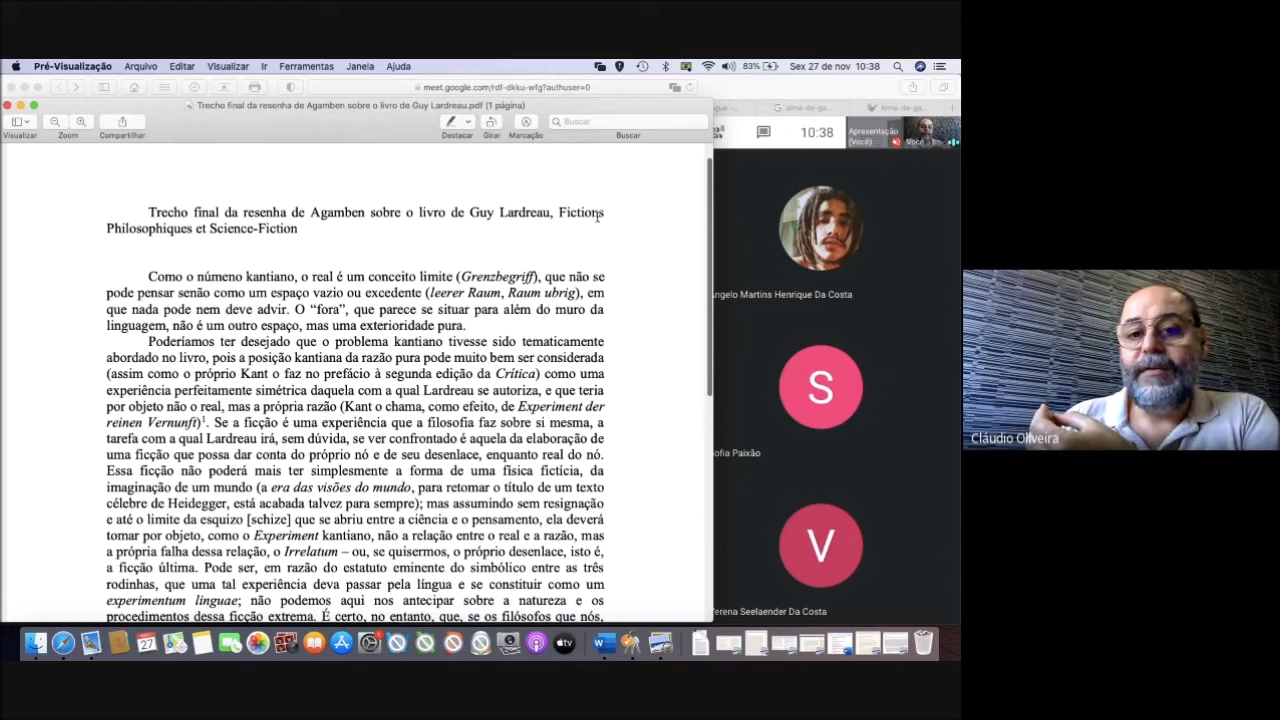 Pré-Visualização Arquivo Editar Visualizar Ir Ferramentas Janela Ajuda
83% Sex 27 de nov 10:38
meet.google.com/rdf-dkku-wfg?authuser=0
Trecho final da resenha de Agamben sobre o livro de Guy Lardreau.pdf (1 página)
Buscar
Visualizar Zoom Compartilhar Destacar Girar Marcação Buscar
10:38
Apresentação
(Você)
Você
Trecho final da resenha de Agamben sobre o livro de Guy Lardreau, Fictions
Philosophiques et Science-Fiction
Como o númeno kantiano, o real é um conceito limite (Grenzbegriff), que não se
pode pensar senão como um espaço vazio ou excedente (leerer Raum, Raum ubrig), em
que nada pode nem deve advir. O “fora”, que parece se situar para além do muro da
linguagem, não é um outro espaço, mas uma exterioridade pura.
Poderíamos ter desejado que o problema kantiano tivesse sido tematicamente
abordado no livro, pois a posição kantiana da razão pura pode muito bem ser considerada
(assim como o próprio Kant o faz no prefácio à segunda edição da Crítica) como uma
experiência perfeitamente simétrica daquela com a qual Lardreau se autoriza, e que teria
por objeto não o real, mas a própria razão (Kant o chama, como efeito, de Experiment der
reinen Vernunft)¹. Se a ficção é uma experiência que a filosofia faz sobre si mesma, a
tarefa com a qual Lardreau irá, sem dúvida, se ver confrontado é aquela da elaboração de
uma ficção que possa dar conta do próprio nó e de seu desenlace, enquanto real do nó.
Essa ficção não poderá mais ter simplesmente a forma de uma física fictícia, da
imaginação de um mundo (a era das visões do mundo, para retomar o título de um texto
célebre de Heidegger, está acabada talvez para sempre); mas assumindo sem resignação
e até o limite da esquizo [schize] que se abriu entre a ciência e o pensamento, ela deverá
tomar por objeto, como o Experiment kantiano, não a relação entre o real e a razão, mas
a própria falha dessa relação, o Irrelatum – ou, se quisermos, o próprio desenlace, isto é,
a ficção última. Pode ser, em razão do estatuto eminente do simbólico entre as três
rodinhas, que uma tal experiência deva passar pela língua e se constituir como um
experimentum linguae; não podemos aqui nos antecipar sobre a natureza e os
procedimentos dessa ficção extrema. É certo, no entanto, que, se os filósofos que nós,
ngelo Martins Henrique Da Costa
S
ofia Paixão
V
erena Seelaender Da Costa
Cláudio Oliveira
27
tv
W